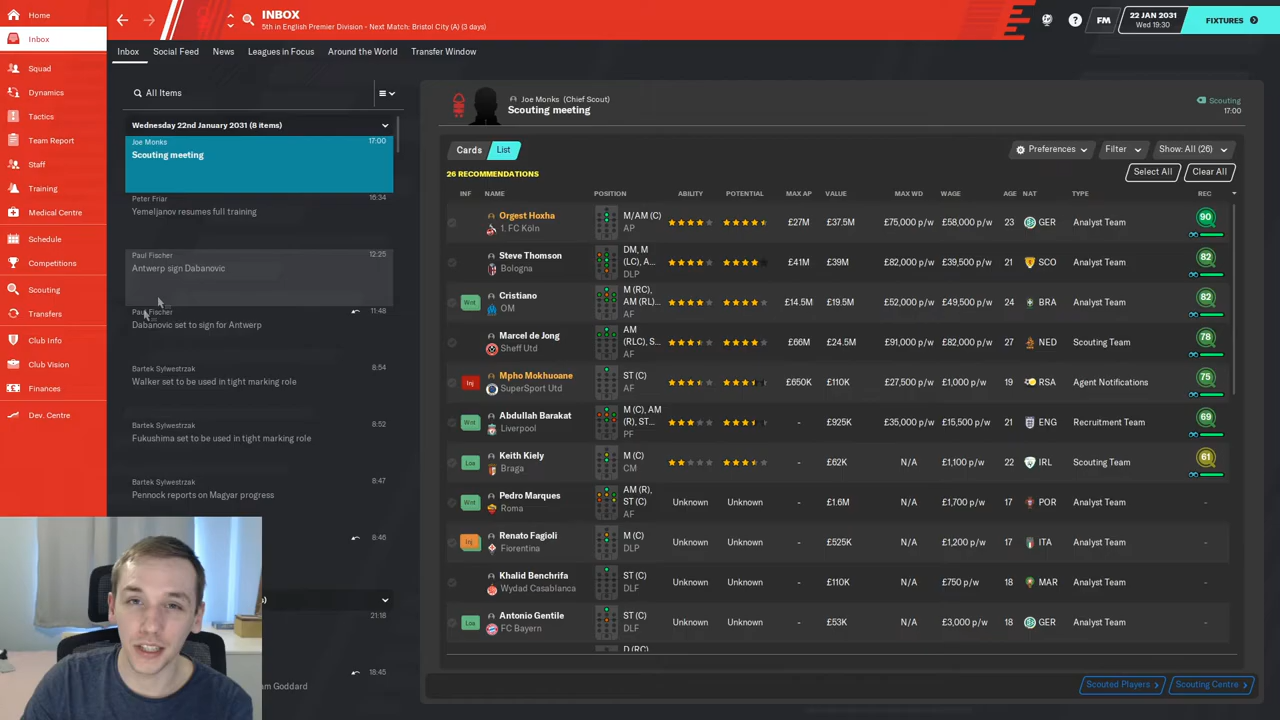 Home
Inbox
Squad
Dynamics
Tactics
Team Report
Staff
Training
Medical Centre
Schedule
Competitions
Scouting
Transfers
Club Info
Club Vision
Finances
Dev. Centre
INBOX
5th in English Premier Division - Next Match: Bristol City (A) (3 days)
FM
22 JAN 2031
Wed 19:30
FIXTURES
Inbox Social Feed News Leagues in Focus Around the World Transfer Window
All Items
Wednesday 22nd January 2031 (8 items)
Joe Monks 17:00
Scouting meeting
Peter Friar 16:34
Yemeljanov resumes full training
Paul Fischer 12:25
Antwerp sign Dabanovic
Paul Fischer 11:48
Dabanovic set to sign for Antwerp
Bartek Sylwestrzak 8:54
Walker set to be used in tight marking role
Bartek Sylwestrzak 8:52
Fukushima set to be used in tight marking role
Bartek Sylwestrzak 8:47
Pennock reports on Magyar progress
8:46
21:18
18:45
Goddard
Joe Monks (Chief Scout)
Scouting meeting
Scouting
17:00
Cards List
Preferences Filter Show: All (26)
26 RECOMMENDATIONS
Select All Clear All
INF NAME POSITION ABILITY POTENTIAL MAX AP VALUE MAX WD WAGE AGE NAT TYPE REC
Orgest Hoxha
1. FC Köln
M/AM (C)
AP
£27M £37.5M £75,000 p/w £58,000 p/w 23 GER Analyst Team 90
Steve Thomson
Bologna
DM, M
(LC), A...
DLP
£41M £39M £82,000 p/w £39,500 p/w 21 SCO Analyst Team 82
Wnt
Cristiano
OM
M (RC),
AM (RL)...
AF
£14.5M £19.5M £52,000 p/w £49,500 p/w 24 BRA Analyst Team 82
Marcel de Jong
Sheff Utd
AM
(RLC), S...
AF
£66M £24.5M £91,000 p/w £82,000 p/w 27 NED Scouting Team 78
Inj
Mpho Mokhuoane
SuperSport Utd
ST (C)
AF
£650K £110K £27,500 p/w £1,000 p/w 19 RSA Agent Notifications 75
Wnt
Abdullah Barakat
Liverpool
M (C), AM
(R), ST...
PF
- £925K £35,000 p/w £15,500 p/w 21 ENG Recruitment Team 69
Loa
Keith Kiely
Braga
M (C)
CM
- £62K N/A £1,100 p/w 22 IRL Scouting Team 61
Wnt
Pedro Marques
Roma
AM (R),
ST (C)
AF
Unknown Unknown - £1.6M N/A £1,700 p/w 17 POR Analyst Team -
Inj
Renato Fagioli
Fiorentina
M (C)
DLP
Unknown Unknown - £525K N/A £1,200 p/w 17 ITA Analyst Team -
Khalid Benchrifa
Wydad Casablanca
ST (C)
DLF
Unknown Unknown - £110K N/A £750 p/w 18 MAR Analyst Team -
Loa
Antonio Gentile
FC Bayern
ST (C)
DLF
Unknown Unknown - £53K N/A £3,000 p/w 18 GER Analyst Team -
D (RC)
Scouted Players Scouting Centre